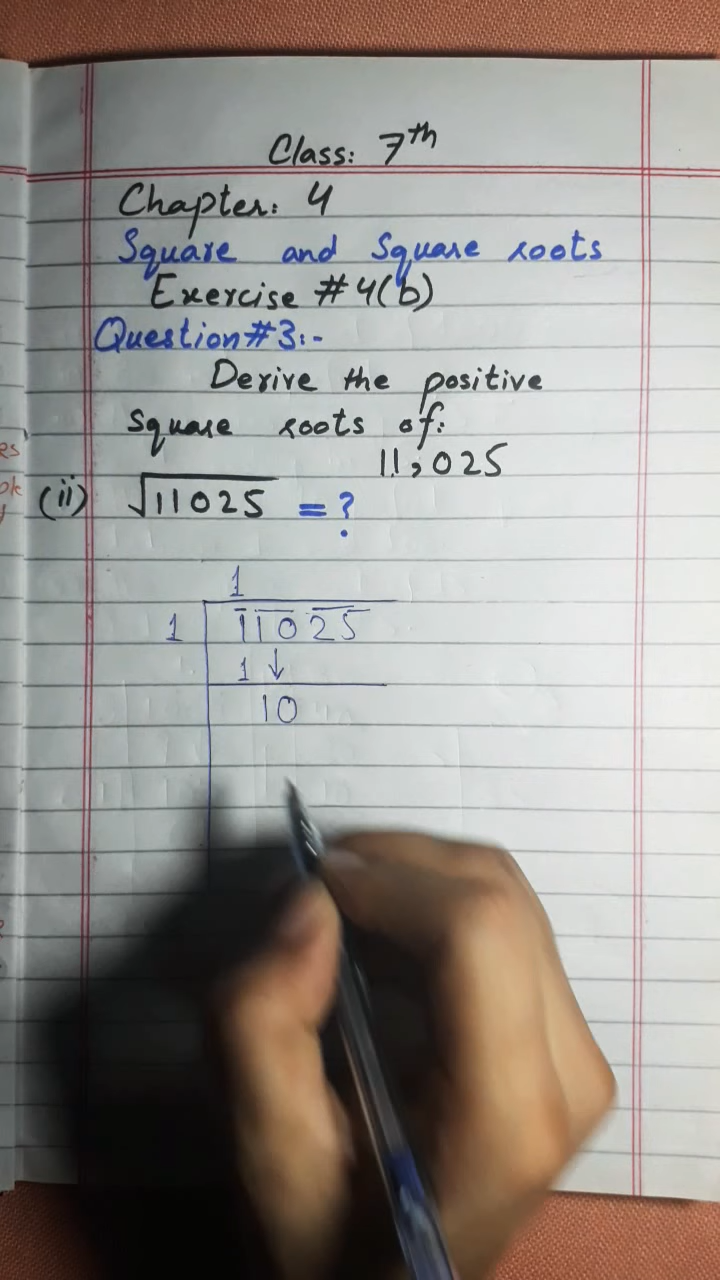 Class: 7th
Chapter: 4
Square and Square roots
Exercise #4(b)
Question#3:-
Derive the positive
square roots of:
11,025
(ii) √11025 = ?
1
1 11025
1 ↓
10